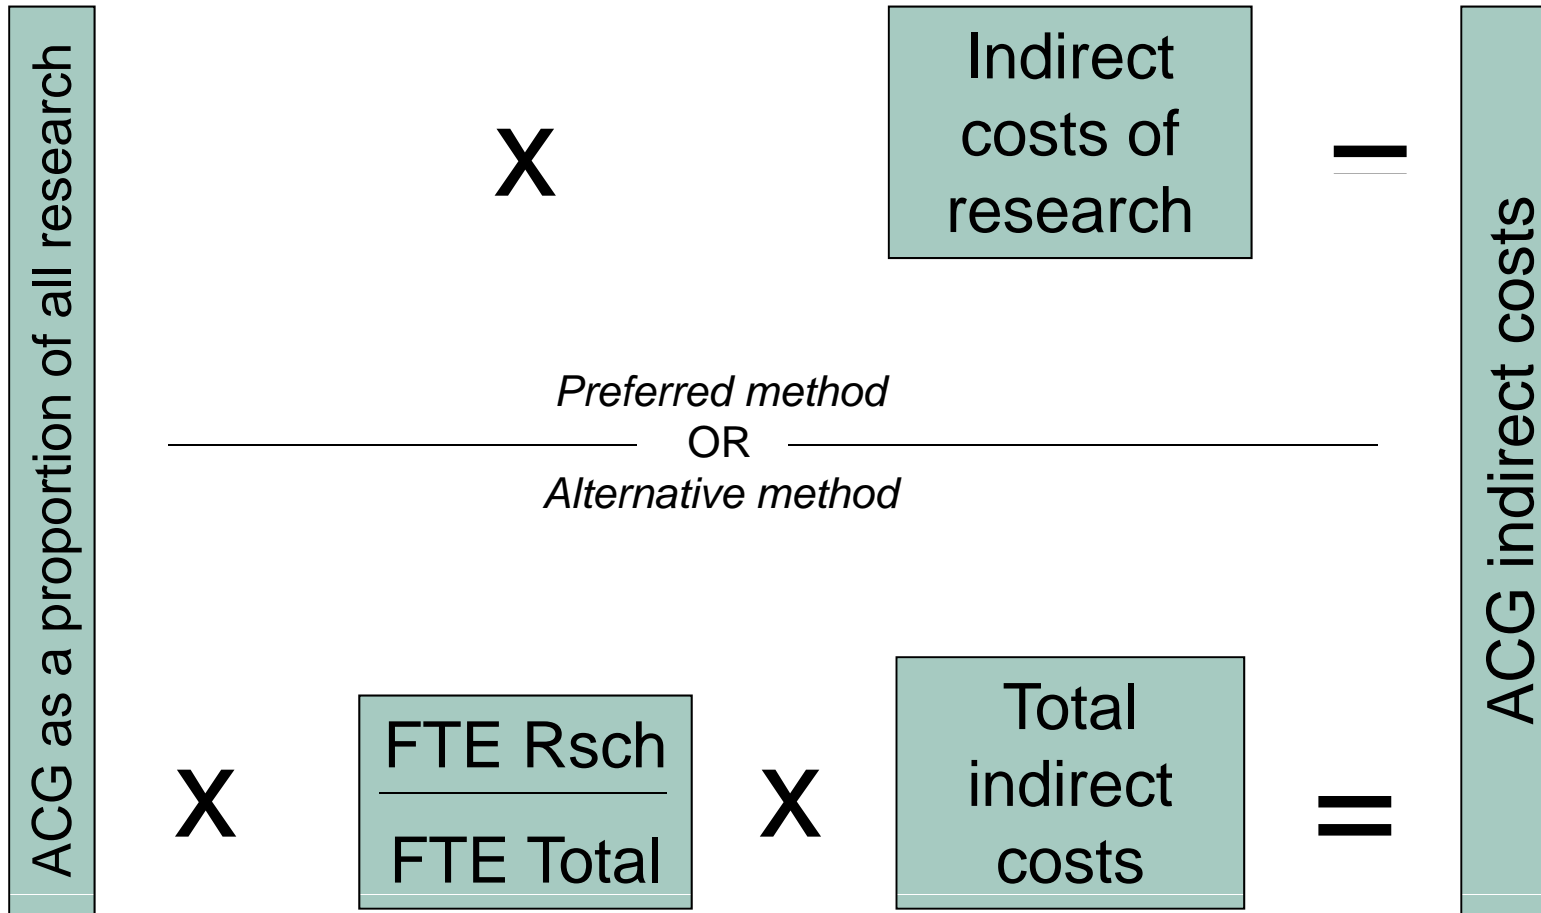 ACG as a proportion of all research
x
Indirect
costs of
research
=
Preferred method
OR
Alternative method
x
FTE Rsch
FTE Total
x
Total
indirect
costs
=
ACG indirect costs